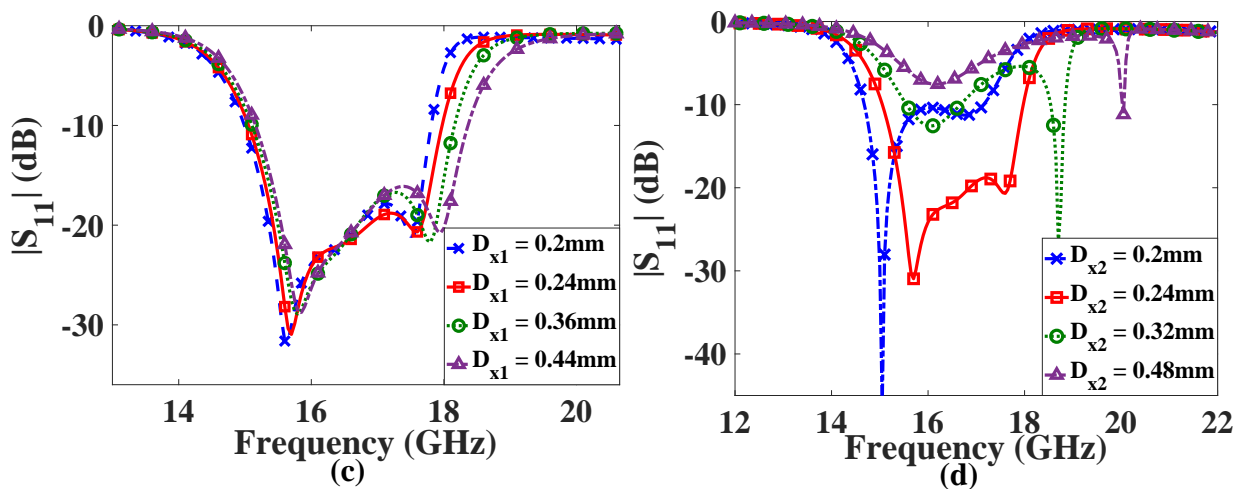 0
-10
-20
-30
|S11| (dB)
14
16
18
20
Frequency (GHz)
(c)
Dx1 = 0.2mm
Dx1 = 0.24mm
Dx1 = 0.36mm
Dx1 = 0.44mm
0
-10
-20
-30
-40
|S11| (dB)
12
14
16
18
20
22
Frequency (GHz)
(d)
Dx2 = 0.2mm
Dx2 = 0.24mm
Dx2 = 0.32mm
Dx2 = 0.48mm